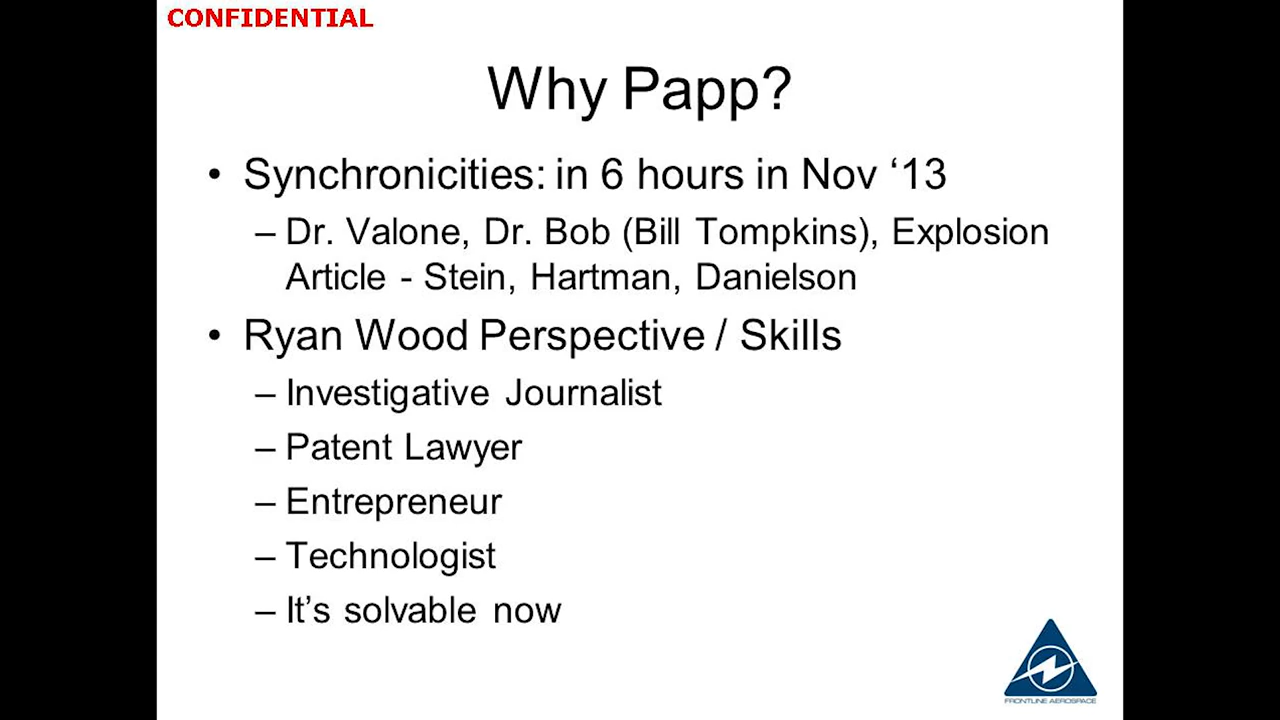 CONFIDENTIAL
Why Papp?
• Synchronicities: in 6 hours in Nov ‘13
– Dr. Valone, Dr. Bob (Bill Tompkins), Explosion
Article - Stein, Hartman, Danielson
• Ryan Wood Perspective / Skills
– Investigative Journalist
– Patent Lawyer
– Entrepreneur
– Technologist
– It’s solvable now
FRONTLINE AEROSPACE